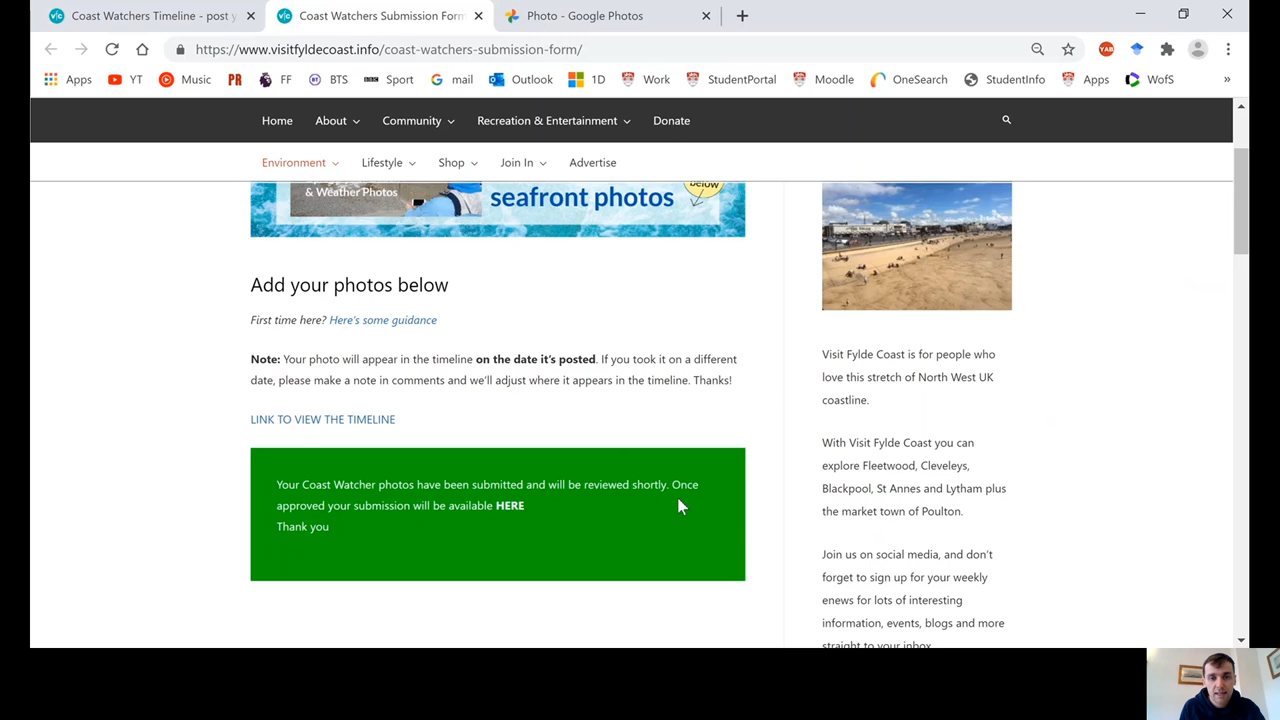 Coast Watchers Timeline - post y
Coast Watchers Submission Form
Photo - Google Photos
https://www.visitfyldecoast.info/coast-watchers-submission-form/
YAB
Apps YT Music PR FF BTS Sport mail Outlook 1D Work StudentPortal Moodle OneSearch StudentInfo Apps WofS »
Home About Community Recreation & Entertainment Donate
Environment Lifestyle Shop Join In Advertise
& Weather Photos
seafront photos
below
Add your photos below
First time here? Here's some guidance
Note: Your photo will appear in the timeline on the date it's posted. If you took it on a different
date, please make a note in comments and we'll adjust where it appears in the timeline. Thanks!
LINK TO VIEW THE TIMELINE
Your Coast Watcher photos have been submitted and will be reviewed shortly. Once
approved your submission will be available HERE
Thank you
Visit Fylde Coast is for people who
love this stretch of North West UK
coastline.
With Visit Fylde Coast you can
explore Fleetwood, Cleveleys,
Blackpool, St Annes and Lytham plus
the market town of Poulton.
Join us on social media, and don't
forget to sign up for your weekly
enews for lots of interesting
information, events, blogs and more
straight to your inbox.